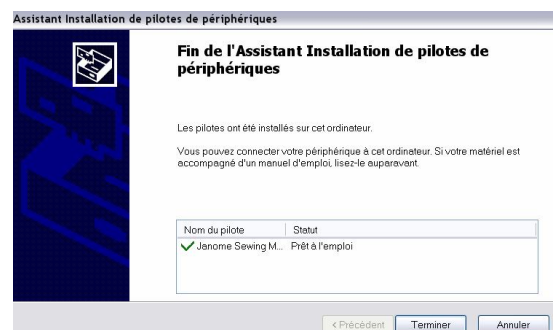 Assistant Installation de pilotes de périphériques
Fin de l'Assistant Installation de pilotes de
périphériques
Les pilotes ont été installés sur cet ordinateur.
Vous pouvez connecter votre périphérique à cet ordinateur. Si votre matériel est
accompagné d'un manuel d'emploi, lisez-le auparavant.
Nom du pilote Statut
Janome Sewing M... Prêt à l'emploi
< Précédent Terminer Annuler